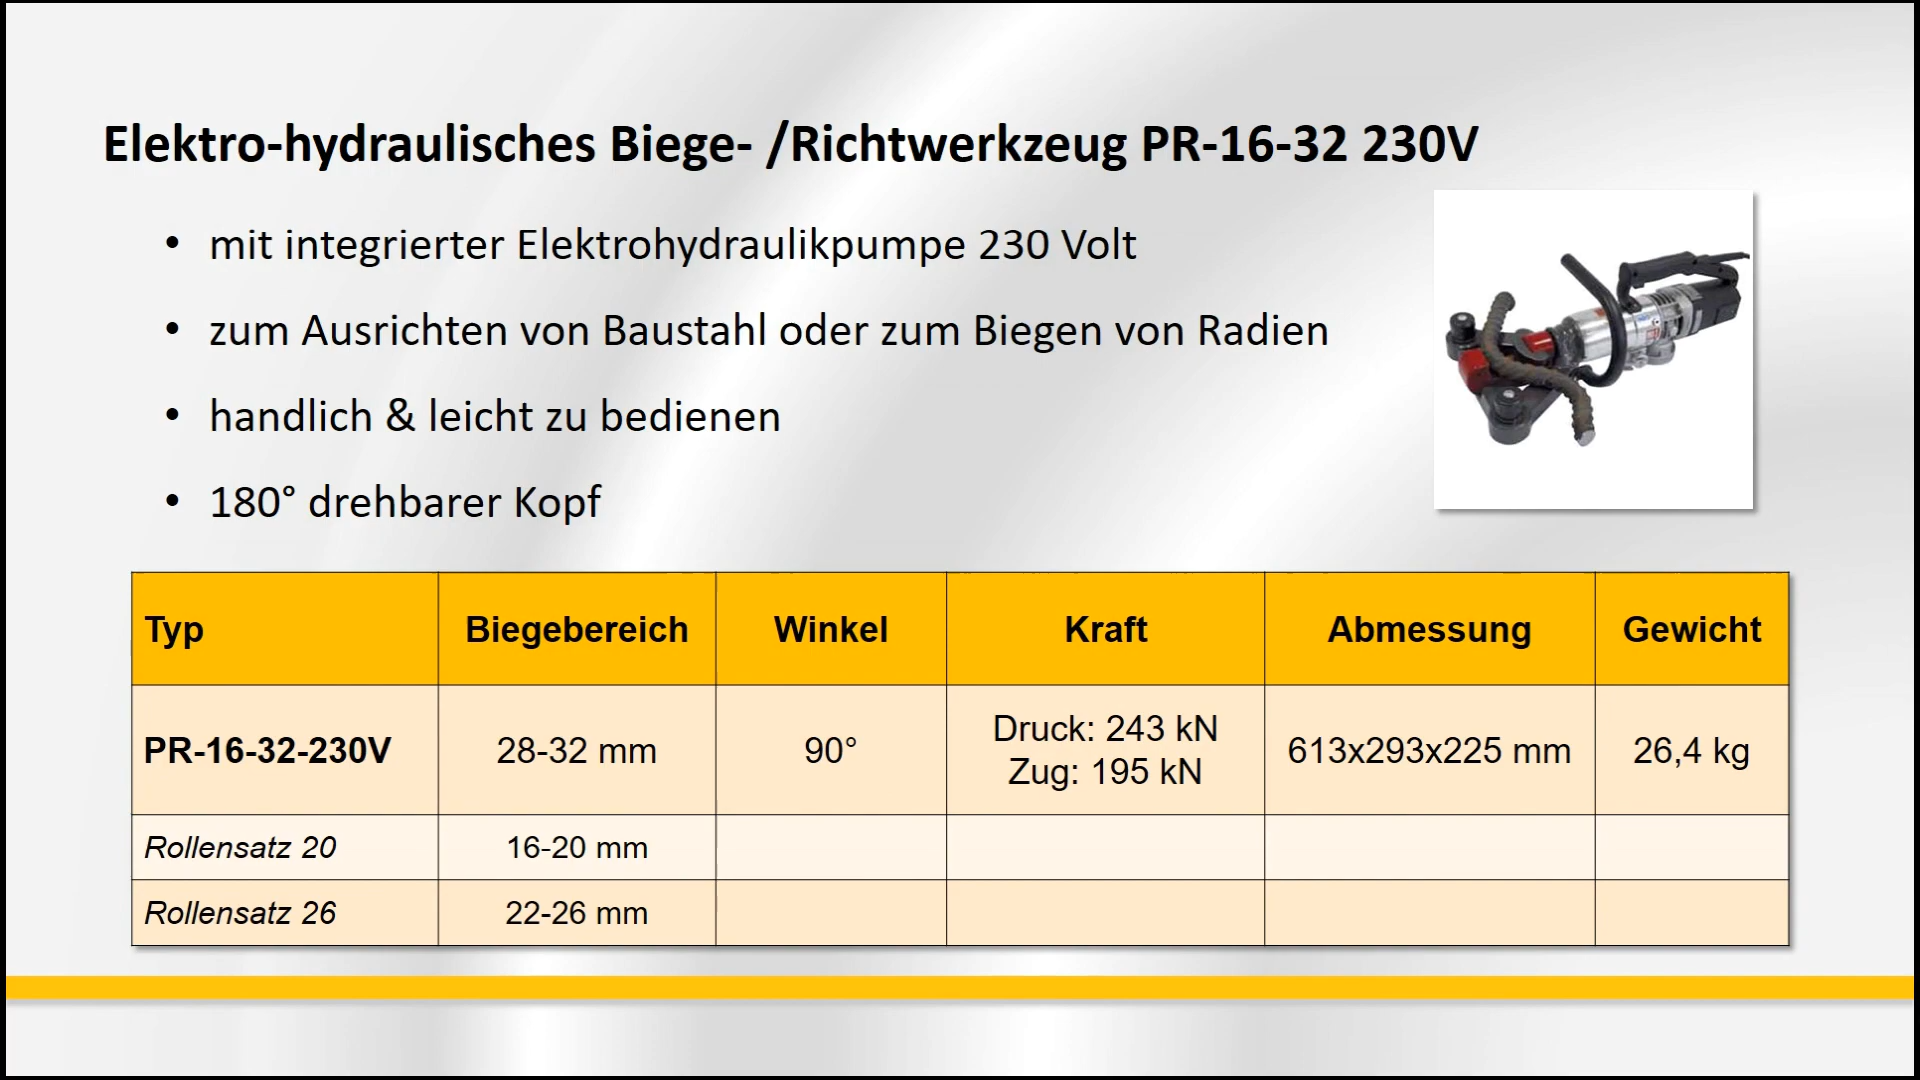 Elektro-hydraulisches Biege- /Richtwerkzeug PR-16-32 230V
• mit integrierter Elektrohydraulikpumpe 230 Volt
• zum Ausrichten von Baustahl oder zum Biegen von Radien
• handlich & leicht zu bedienen
• 180° drehbarer Kopf
Typ Biegebereich Winkel Kraft Abmessung Gewicht
PR-16-32-230V 28-32 mm 90° Druck: 243 kN Zug: 195 kN 613x293x225 mm 26,4 kg
Rollensatz 20 16-20 mm
Rollensatz 26 22-26 mm